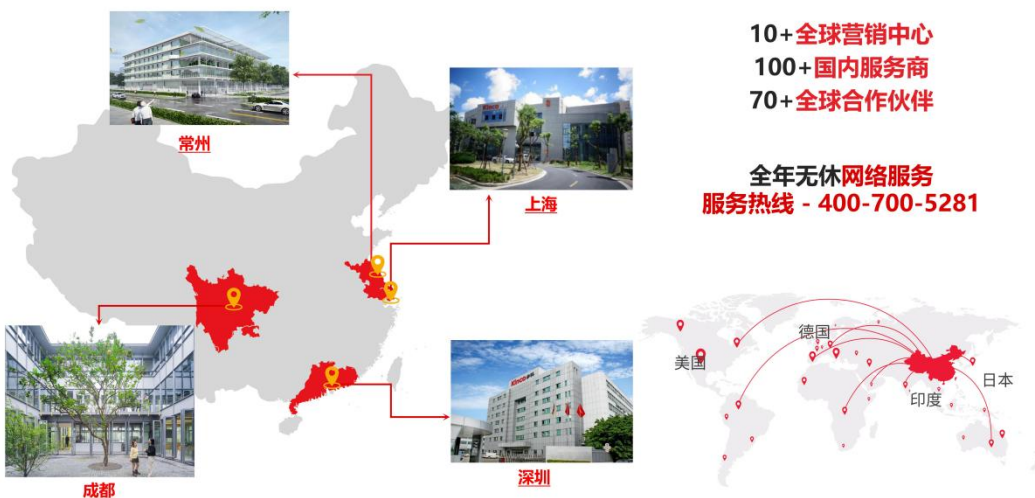 常州
Kinco
上海
成都
Kinco
深圳
10+全球营销中心
100+国内服务商
70+全球合作伙伴
全年无休网络服务
服务热线 - 400-700-5281
德国
美国
日本
印度